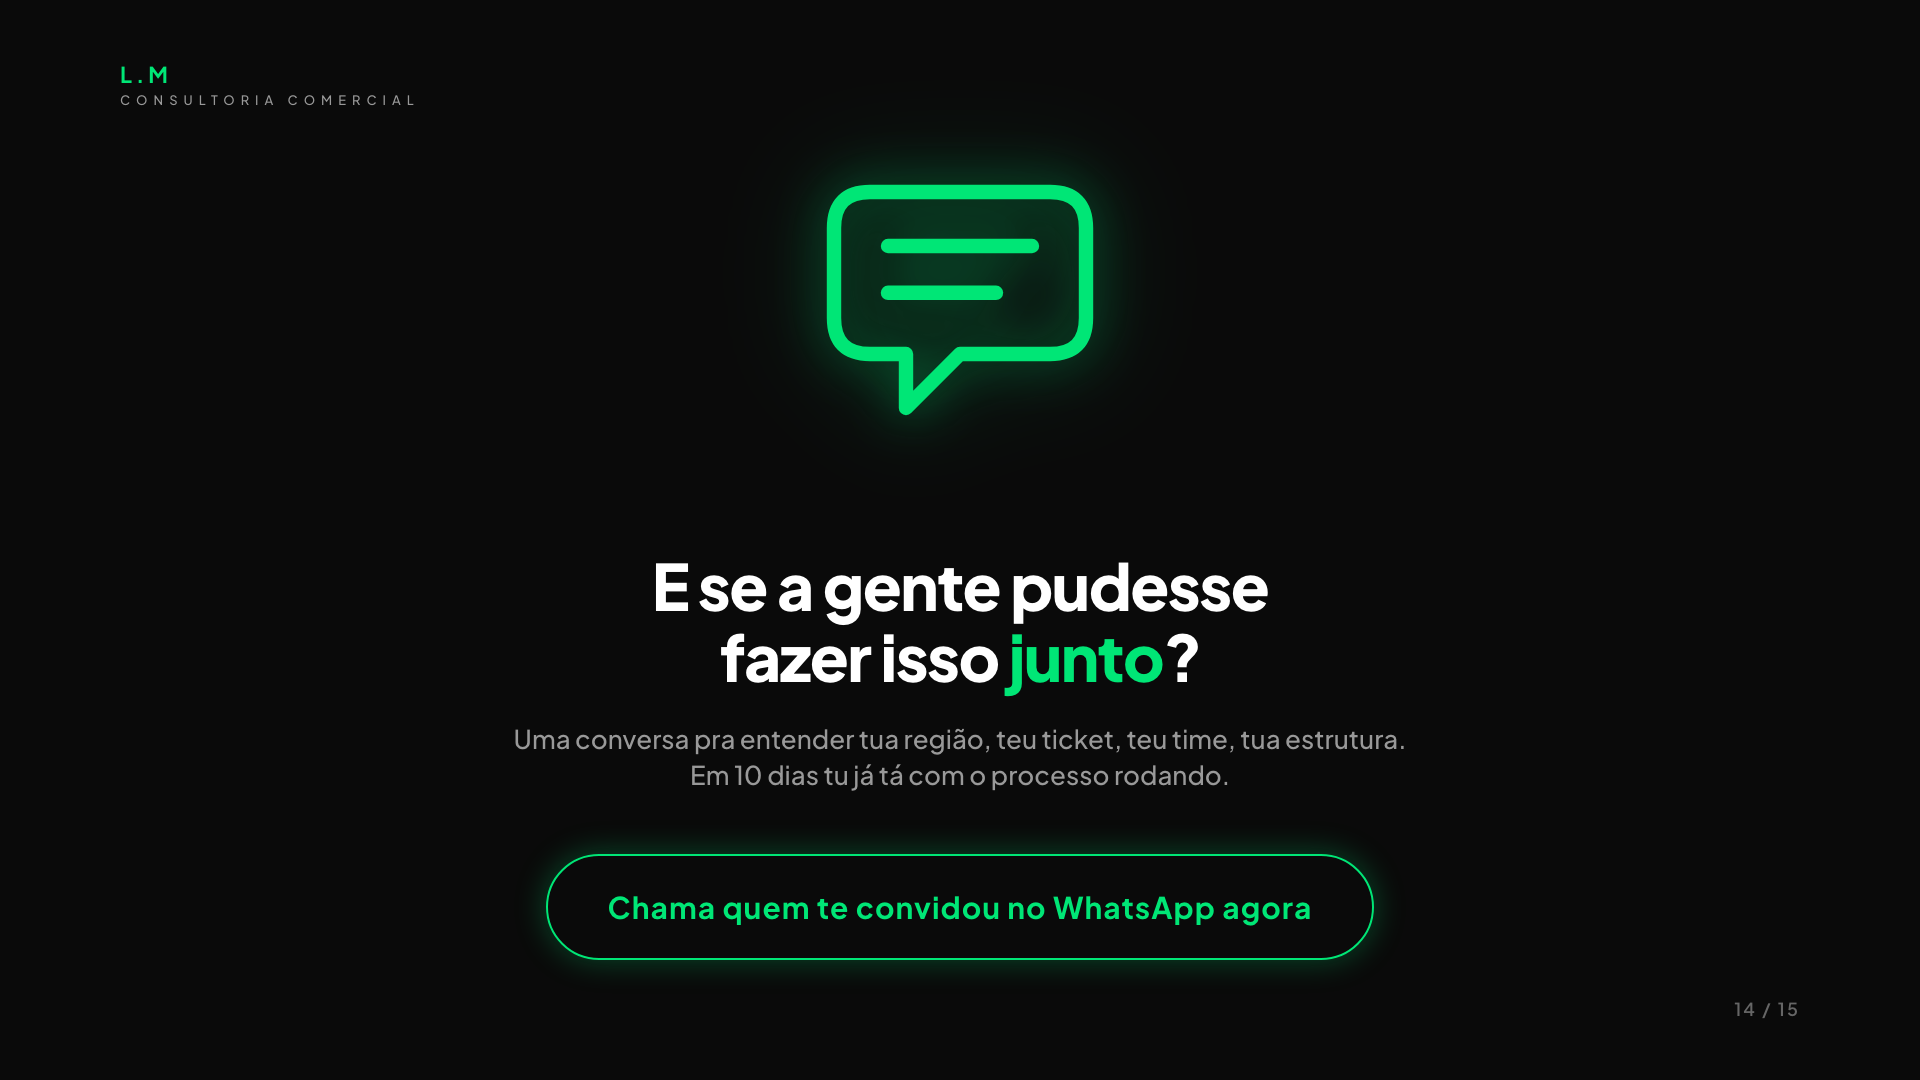 L.M
CONSULTORIA COMERCIAL
E se a gente pudesse
fazer isso junto?
Uma conversa pra entender tua região, teu ticket, teu time, tua estrutura.
Em 10 dias tu já tá com o processo rodando.
Chama quem te convidou no WhatsApp agora
14 / 15